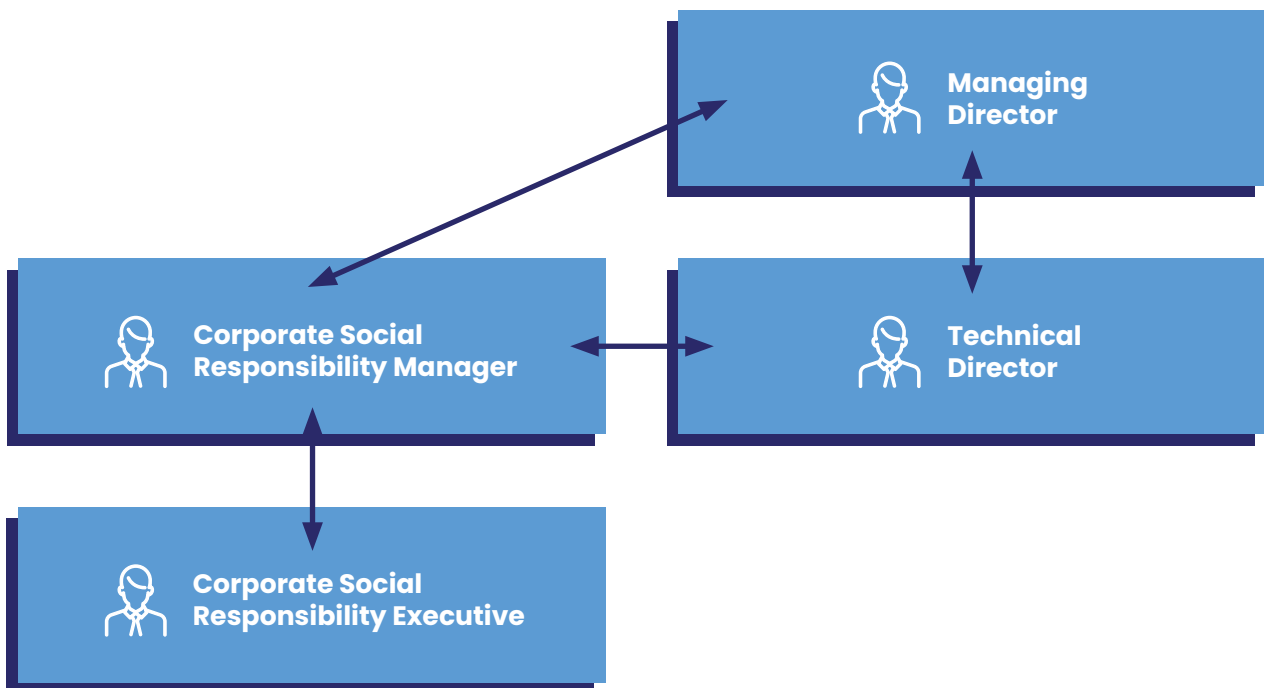 Managing
Director
Corporate Social
Responsibility Manager
Technical
Director
Corporate Social
Responsibility Executive